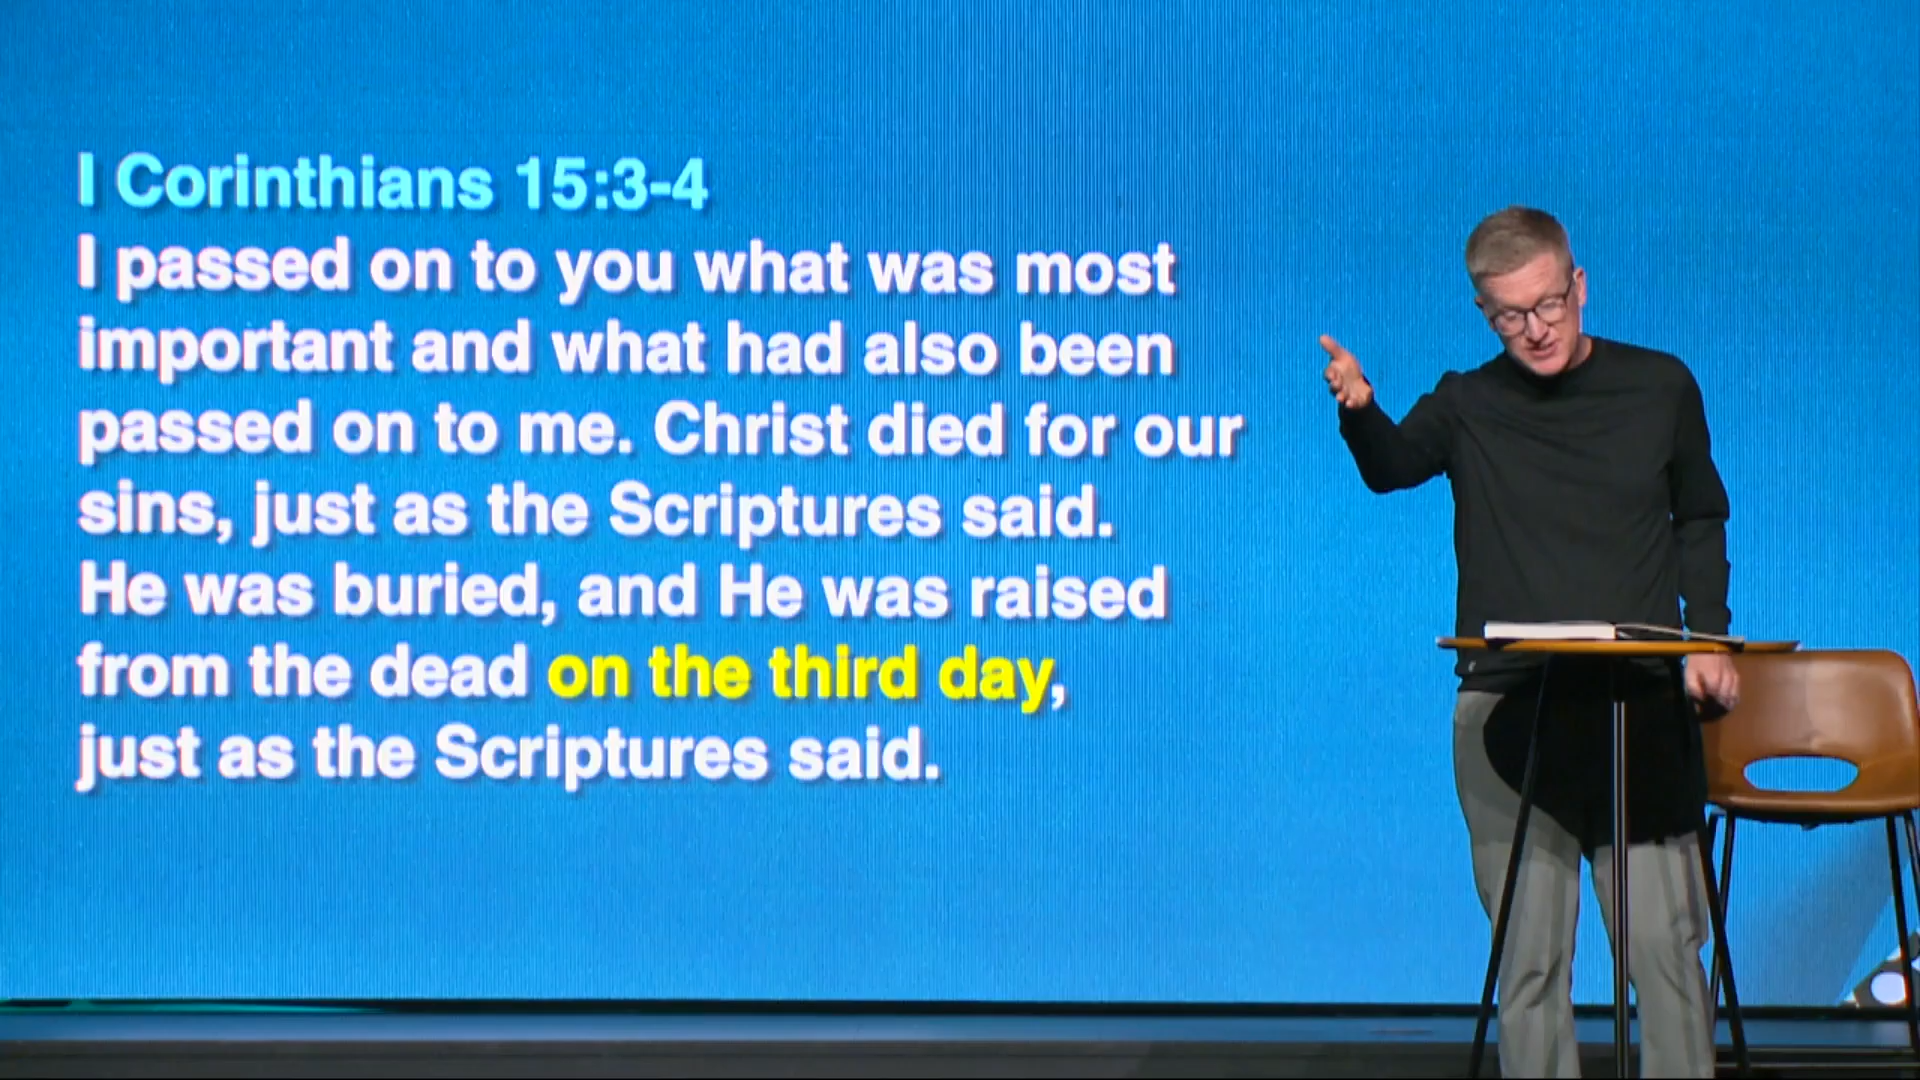 I Corinthians 15:3-4
I passed on to you what was most
important and what had also been
passed on to me. Christ died for our
sins, just as the Scriptures said.
He was buried, and He was raised
from the dead on the third day,
just as the Scriptures said.